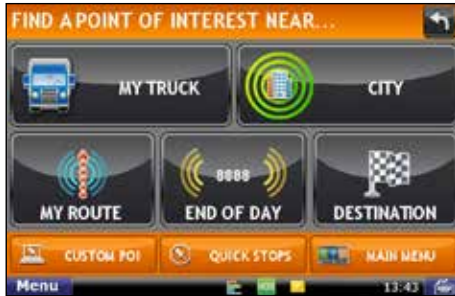 FIND A POINT OF INTEREST NEAR...
MY TRUCK
CITY
8888
MY ROUTE
END OF DAY
DESTINATION
CUSTOM POI
QUICK STOPS
MAIN MENU
Menu
13:43